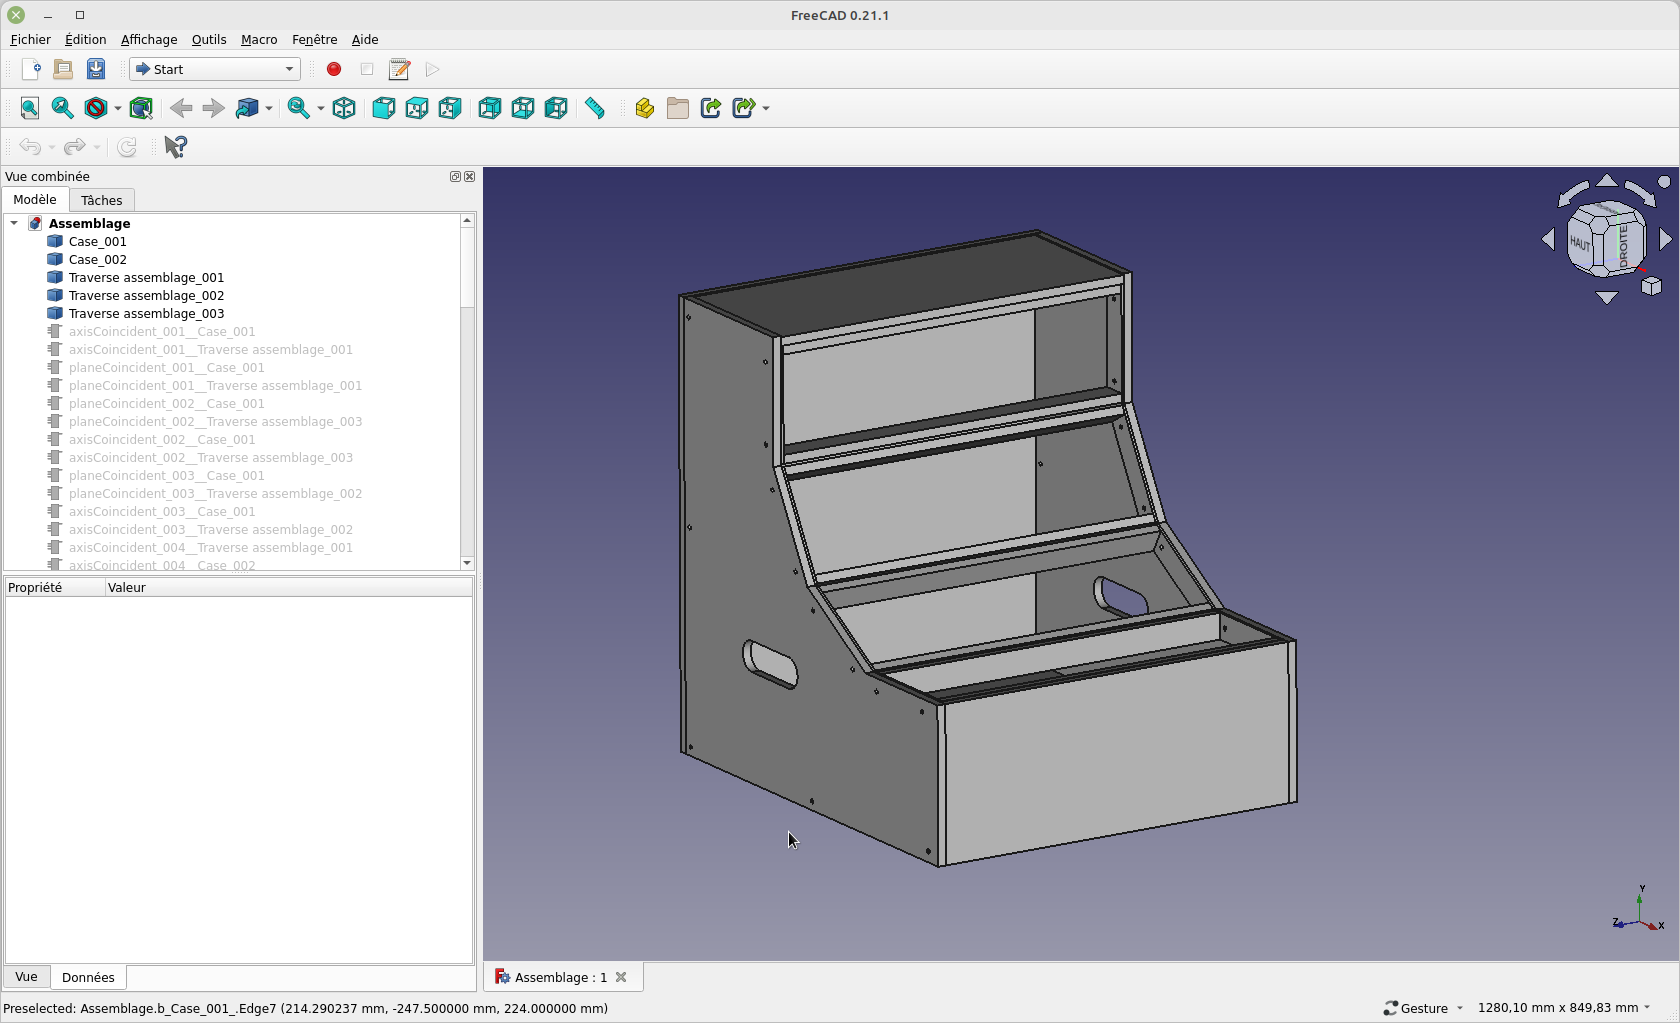 FreeCAD 0.21.1
Fichier Édition Affichage Outils Macro Fenêtre Aide
Start
Vue combinée
Modèle Tâches
Assemblage
Case_001
Case_002
Traverse assemblage_001
Traverse assemblage_002
Traverse assemblage_003
axisCoincident_001__Case_001
axisCoincident_001__Traverse assemblage_001
planeCoincident_001__Case_001
planeCoincident_001__Traverse assemblage_001
planeCoincident_002__Case_001
planeCoincident_002__Traverse assemblage_003
axisCoincident_002__Case_001
axisCoincident_002__Traverse assemblage_003
planeCoincident_003__Case_001
planeCoincident_003__Traverse assemblage_002
axisCoincident_003__Case_001
axisCoincident_003__Traverse assemblage_002
axisCoincident_004__Traverse assemblage_001
axisCoincident_004__Case_002
Propriété Valeur
HAUT DROITE
Y
Z X
Vue Données
Assemblage : 1
Preselected: Assemblage.b_Case_001_.Edge7 (214.290237 mm, -247.500000 mm, 224.000000 mm)
Gesture 1280,10 mm x 849,83 mm